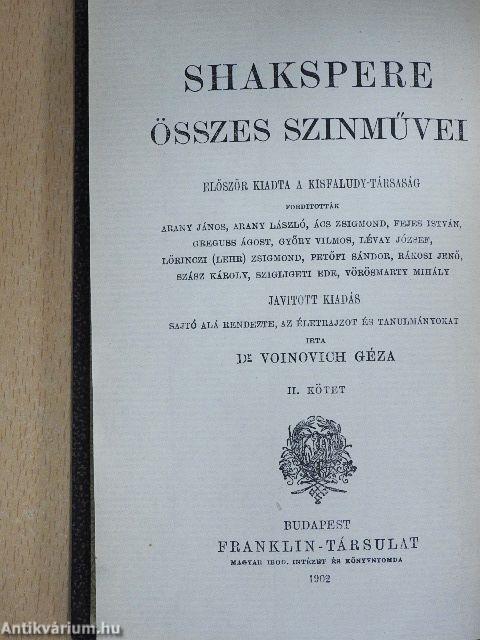 SHAKSPERE
ÖSSZES SZINMŰVEI
ELŐSZÖR KIADTA A KISFALUDY-TÁRSASÁG
FORDITOTTÁK
ARANY JÁNOS, ARANY LÁSZLÓ, ÁCS ZSIGMOND, FEJES ISTVÁN,
GREGUSS ÁGOST, GYŐRY VILMOS, LÉVAY JÓZSEF,
LŐRINCZI (LEHR) ZSIGMOND, PETŐFI SÁNDOR, RÁKOSI JENŐ,
SZÁSZ KÁROLY, SZIGLIGETI EDE, VÖRÖSMARTY MIHÁLY
JAVITOTT KIADÁS
SAJTÓ ALÁ RENDEZTE, AZ ÉLETRAJZOT ÉS TANULMÁNYOKAT
IRTA
DR VOINOVICH GÉZA
II. KÖTET
BUDAPEST
FRANKLIN-TÁRSULAT
MAGYAR IROD. INTÉZET ÉS KÖNYVNYOMDA
1902
Antikvárium.hu